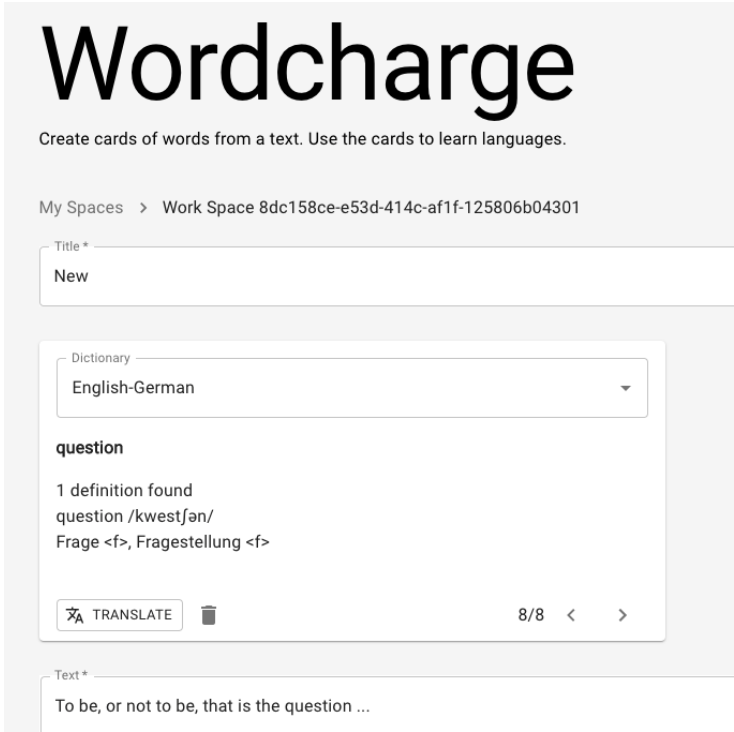 Wordcharge
Create cards of words from a text. Use the cards to learn languages.
My Spaces > Work Space 8dc158ce-e53d-414c-af1f-125806b04301
Title *
New
Dictionary
English-German
question
1 definition found
question /kwestʃən/
Frage <f>, Fragestellung <f>
TRANSLATE 8/8 < >
Text *
To be, or not to be, that is the question ...